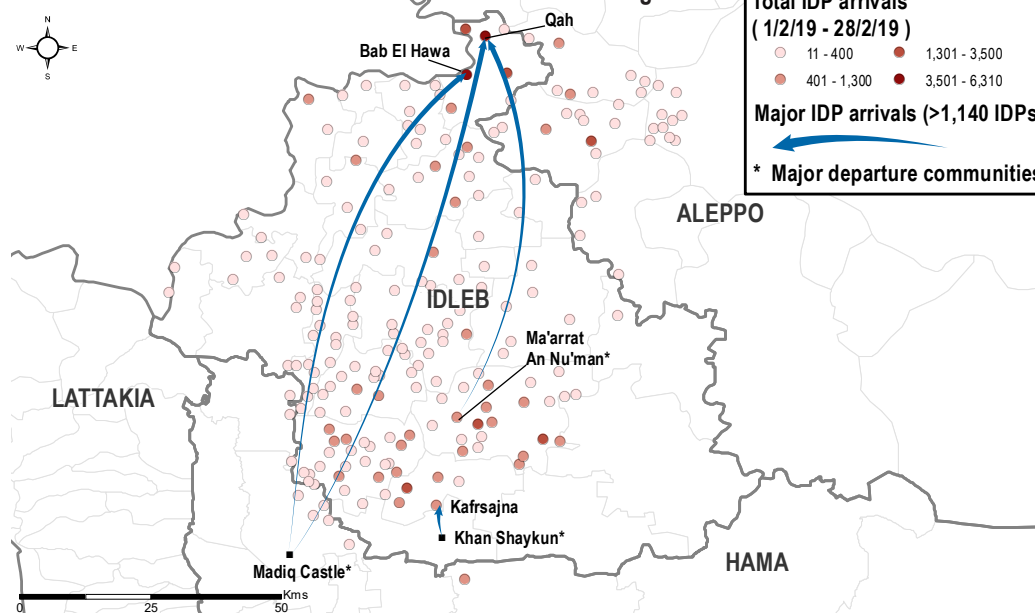 Total IDP arrivals
( 1/2/19 - 28/2/19 )
11 - 400
1,301 - 3,500
401 - 1,300
3,501 - 6,310
Major IDP arrivals (>1,140 IDPs
* Major departure communities
N
W
E
S
Qah
Bab El Hawa
ALEPPO
IDLEB
Ma'arrat
An Nu'man*
LATTAKIA
Kafrsajna
Khan Shaykun*
HAMA
Madiq Castle*
Kms
0
25
50